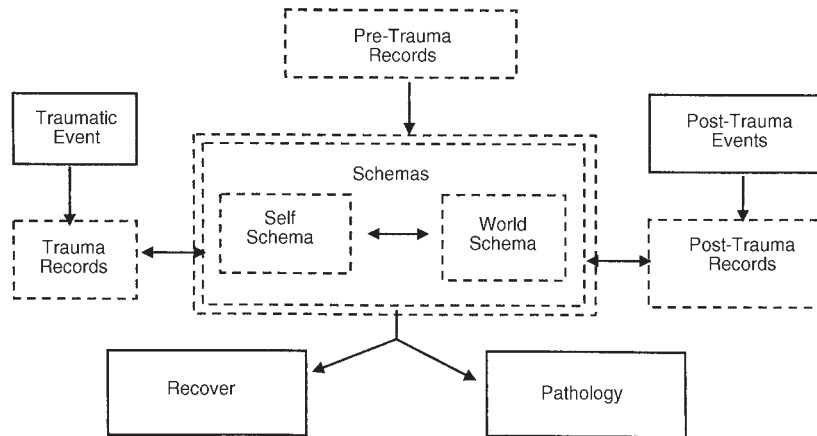 Pre-Trauma
Records
Traumatic
Event
Post-Trauma
Events
Schemas
Self
Schema
World
Schema
Trauma
Records
Post-Trauma
Records
Recover
Pathology